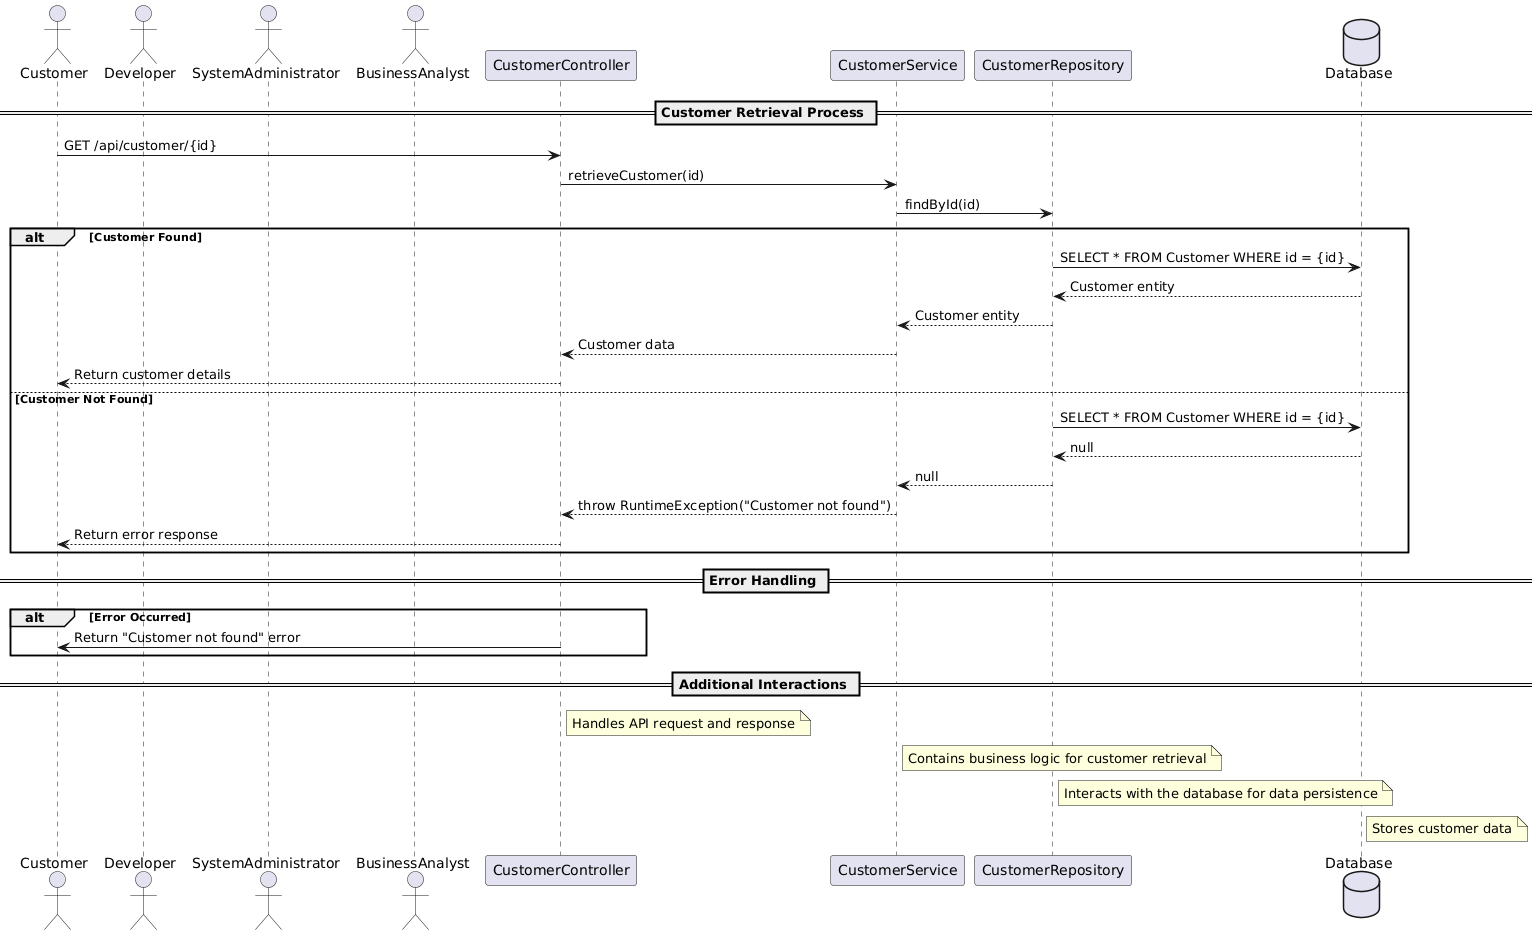 Customer
Developer
SystemAdministrator
BusinessAnalyst
CustomerController
CustomerService
CustomerRepository
Database
Customer Retrieval Process
GET /api/customer/{id}
retrieveCustomer(id)
findById(id)
alt
[Customer Found]
SELECT * FROM Customer WHERE id = {id}
Customer entity
Customer entity
Customer data
Return customer details
[Customer Not Found]
SELECT * FROM Customer WHERE id = {id}
null
null
throw RuntimeException("Customer not found")
Return error response
Error Handling
alt
[Error Occurred]
Return "Customer not found" error
Additional Interactions
Handles API request and response
Contains business logic for customer retrieval
Interacts with the database for data persistence
Stores customer data
Customer
Developer
SystemAdministrator
BusinessAnalyst
CustomerController
CustomerService
CustomerRepository
Database